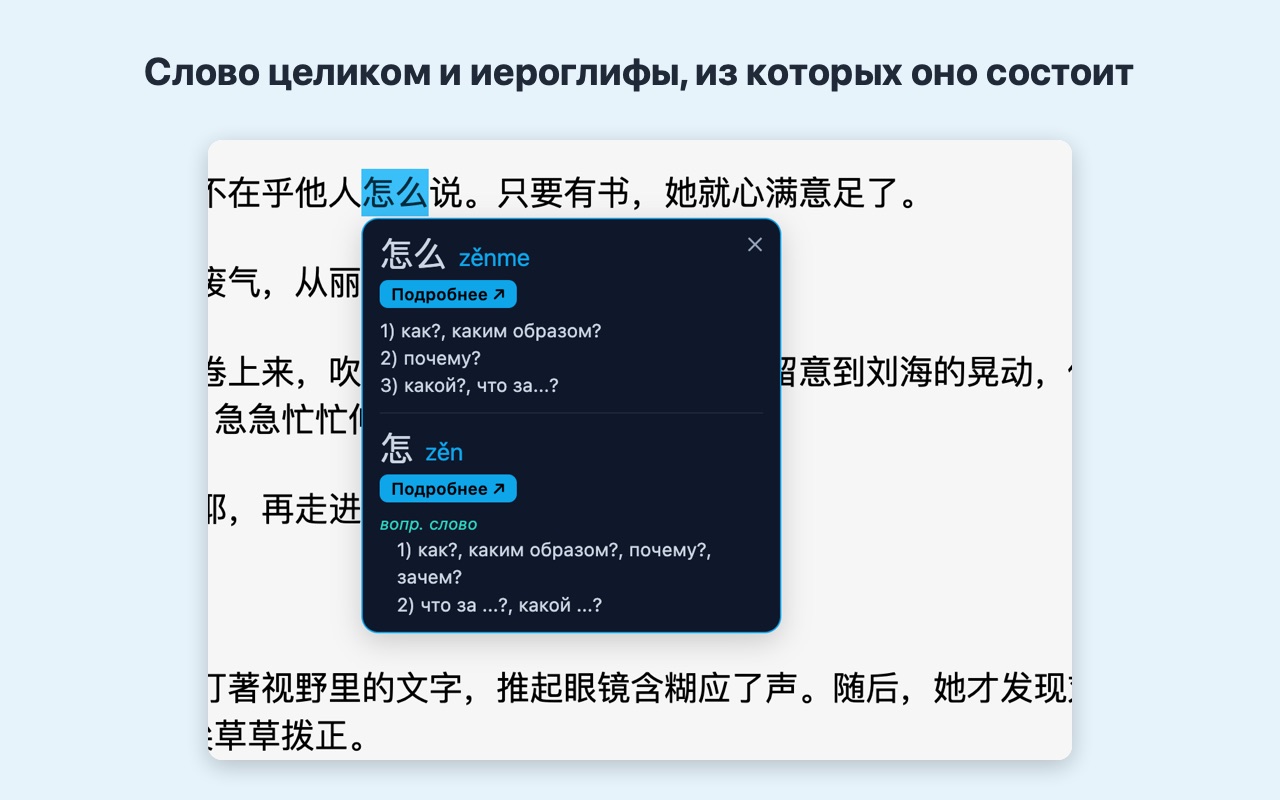 Слово целиком и иероглифы, из которых оно состоит
不在乎他人怎么说。只要有书，她就心满意足了。
怎么 zěnme
Подробнее ↗
1) как?, каким образом?
2) почему?
3) какой?, что за...?
怎 zěn
Подробнее ↗
вопр. слово
1) как?, каким образом?, почему?,
зачем?
2) что за ...?, какой ...?
废气，从丽
卷上来，吹
留意到刘海的晃动，
急急忙忙伸
耶，再走进
盯著视野里的文字，推起眼镜含糊应了声。随后，她才发现
草草拨正。